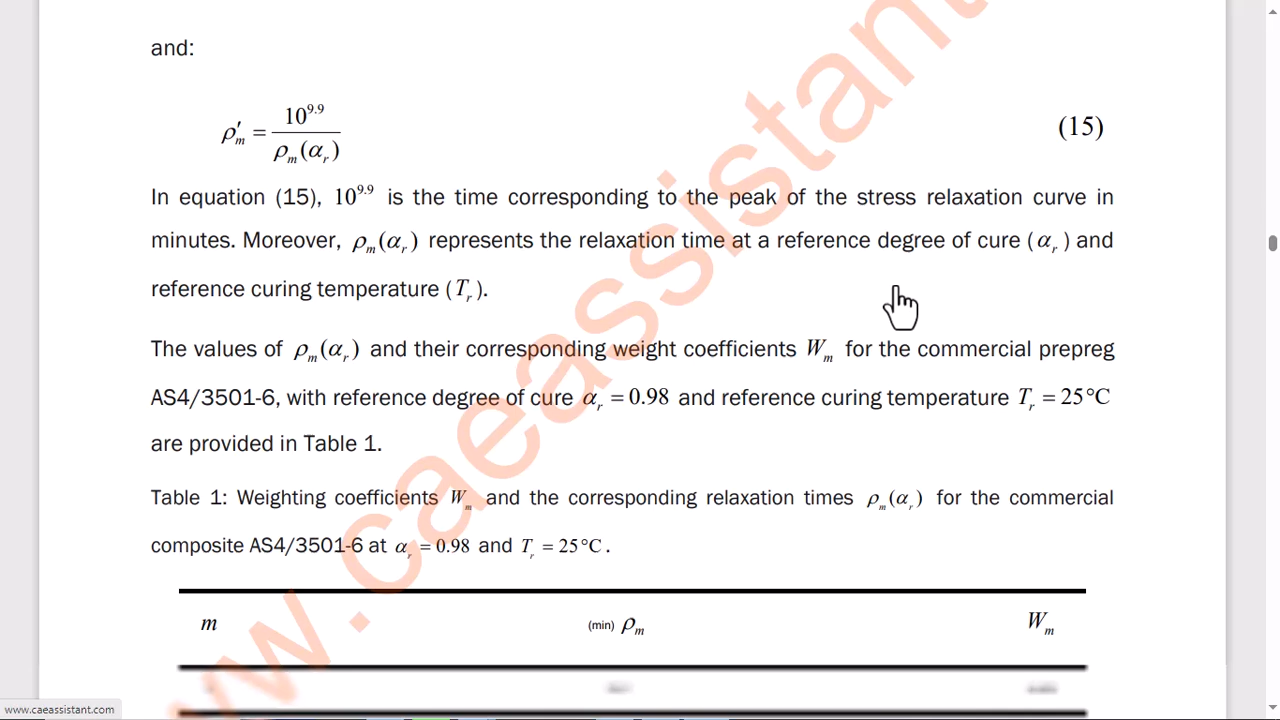 and:
ρ′ₘ = 10^9.9 / ρₘ(αᵣ) (15)
In equation (15), 10^9.9 is the time corresponding to the peak of the stress relaxation curve in
minutes. Moreover, ρₘ(αᵣ) represents the relaxation time at a reference degree of cure (αᵣ) and
reference curing temperature (Tᵣ).
The values of ρₘ(αᵣ) and their corresponding weight coefficients Wₘ for the commercial prepreg
AS4/3501-6, with reference degree of cure αᵣ = 0.98 and reference curing temperature Tᵣ = 25°C
are provided in Table 1.
Table 1: Weighting coefficients Wₘ and the corresponding relaxation times ρₘ(αᵣ) for the commercial
composite AS4/3501-6 at αᵣ = 0.98 and Tᵣ = 25°C.
m (min) ρₘ Wₘ
www.caeassistant.com
w.caeassistant